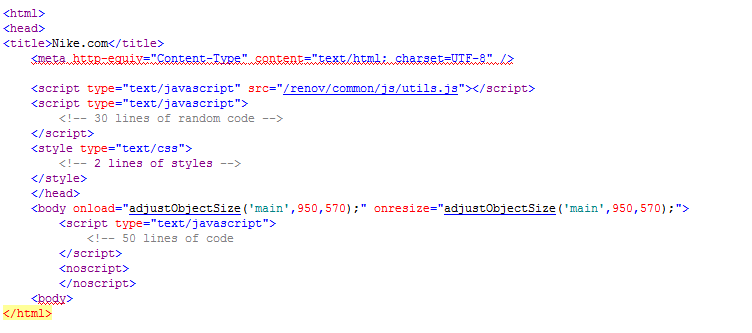 <html>
<head>
<title>Nike.com</title>
<meta http-equiv="Content-Type" content="text/html; charset=UTF-8" />
<script type="text/javascript" src="/renov/common/js/utils.js"></script>
<script type="text/javascript">
<!-- 30 lines of random code -->
</script>
<style type="text/css">
<!-- 2 lines of styles -->
</style>
</head>
<body onload="adjustObjectSize('main',950,570);" onresize="adjustObjectSize('main',950,570);">
<script type="text/javascript">
<!-- 50 lines of code
</script>
<noscript>
</noscript>
<body>
</html>